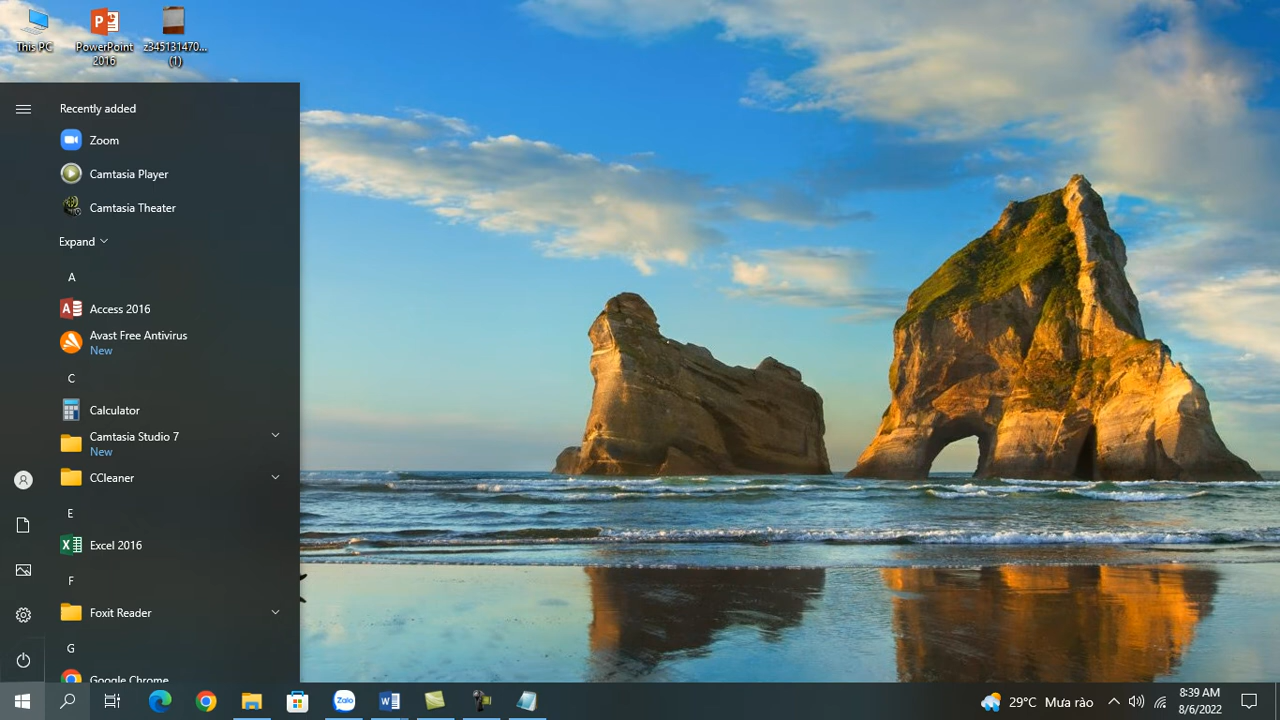 This PC
PowerPoint
2016
z345131470...
(1)
Recently added
Zoom
Camtasia Player
Camtasia Theater
Expand
A
Access 2016
Avast Free Antivirus
New
C
Calculator
Camtasia Studio 7
New
CCleaner
E
Excel 2016
F
Foxit Reader
G
Google Chrome
Zalo
29°C Mưa rào
8:39 AM
8/6/2022